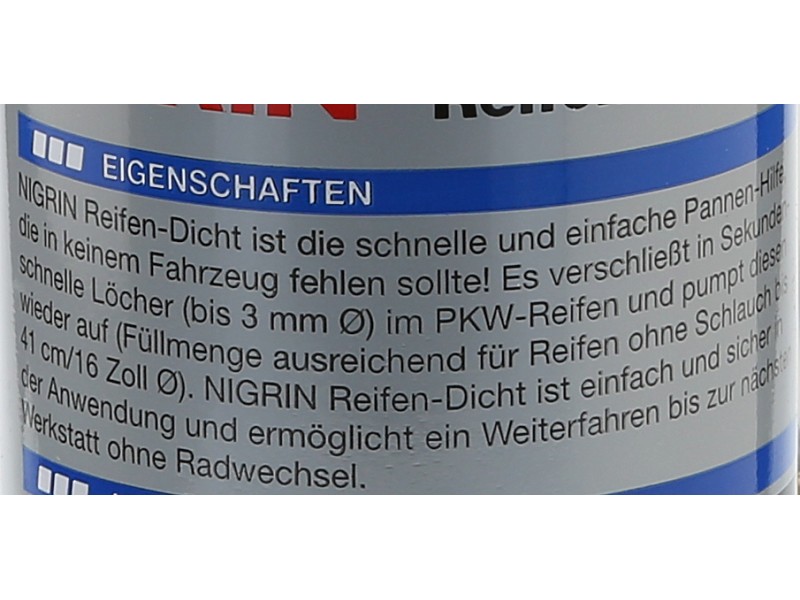 EIGENSCHAFTEN
NIGRIN Reifen-Dicht ist die schnelle und einfache Pannen-Hilfe,
die in keinem Fahrzeug fehlen sollte! Es verschließt in Sekunden-
schnelle Löcher (bis 3 mm Ø) im PKW-Reifen und pumpt diesen
wieder auf (Füllmenge ausreichend für Reifen ohne Schlauch bis
41 cm/16 Zoll Ø). NIGRIN Reifen-Dicht ist einfach und sicher in
der Anwendung und ermöglicht ein Weiterfahren bis zur nächsten
Werkstatt ohne Radwechsel.